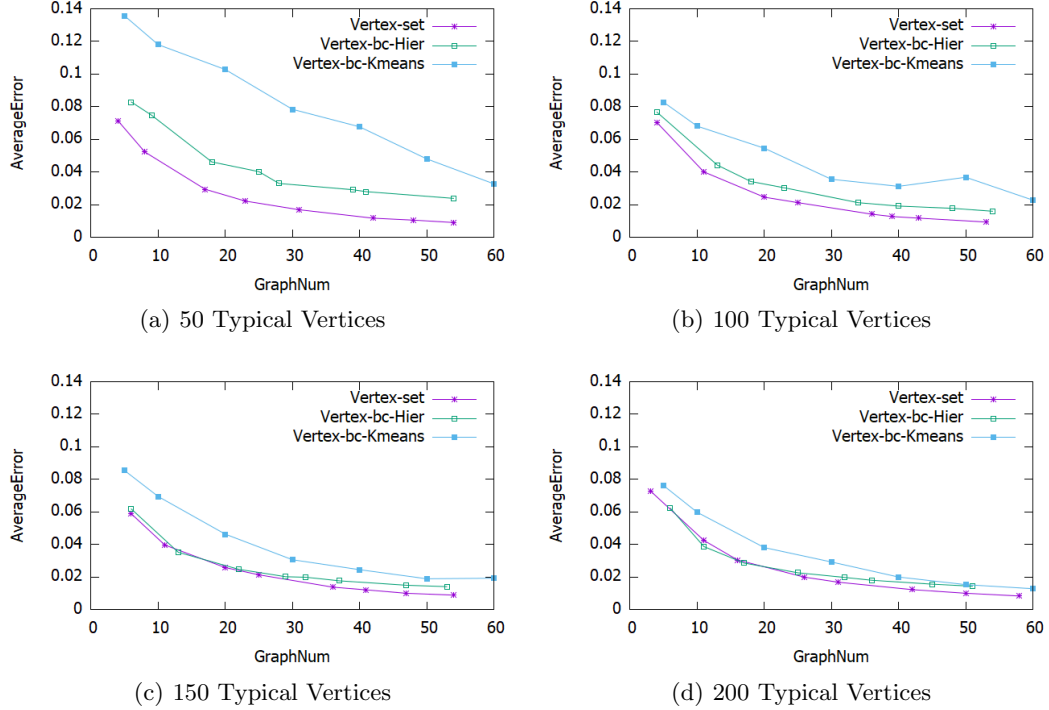 0.14
0.12
0.1
0.08
0.06
0.04
0.02
0
AverageError
Vertex-set
Vertex-bc-Hier
Vertex-bc-Kmeans
0 10 20 30 40 50 60
GraphNum
(a) 50 Typical Vertices
0.14
0.12
0.1
0.08
0.06
0.04
0.02
0
AverageError
Vertex-set
Vertex-bc-Hier
Vertex-bc-Kmeans
0 10 20 30 40 50 60
GraphNum
(b) 100 Typical Vertices
0.14
0.12
0.1
0.08
0.06
0.04
0.02
0
AverageError
Vertex-set
Vertex-bc-Hier
Vertex-bc-Kmeans
0 10 20 30 40 50 60
GraphNum
(c) 150 Typical Vertices
0.14
0.12
0.1
0.08
0.06
0.04
0.02
0
AverageError
Vertex-set
Vertex-bc-Hier
Vertex-bc-Kmeans
0 10 20 30 40 50 60
GraphNum
(d) 200 Typical Vertices